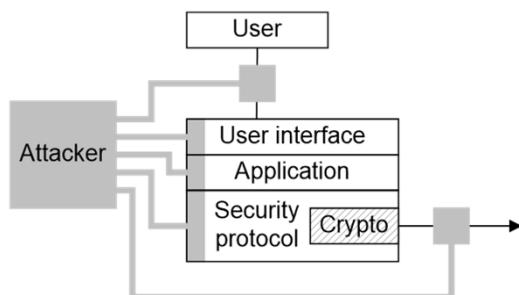 User
Attacker
User interface
Application
Security
protocol
Crypto